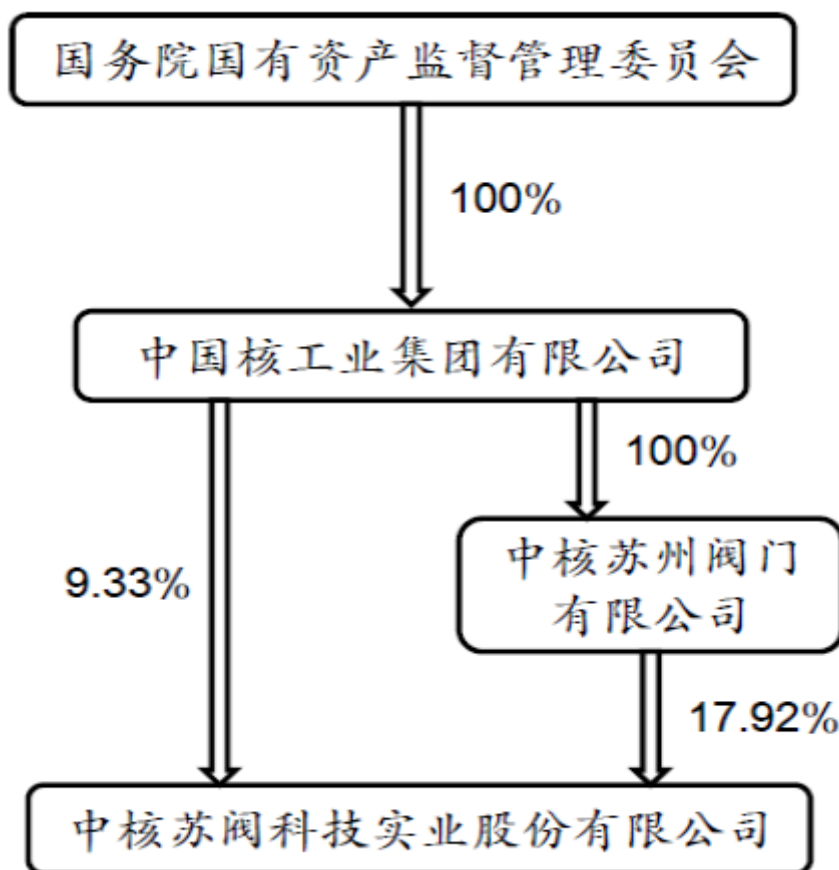 国务院国有资产监督管理委员会
100%
中国核工业集团有限公司
100%
中核苏州阀门
有限公司
9.33%
17.92%
中核苏阀科技实业股份有限公司